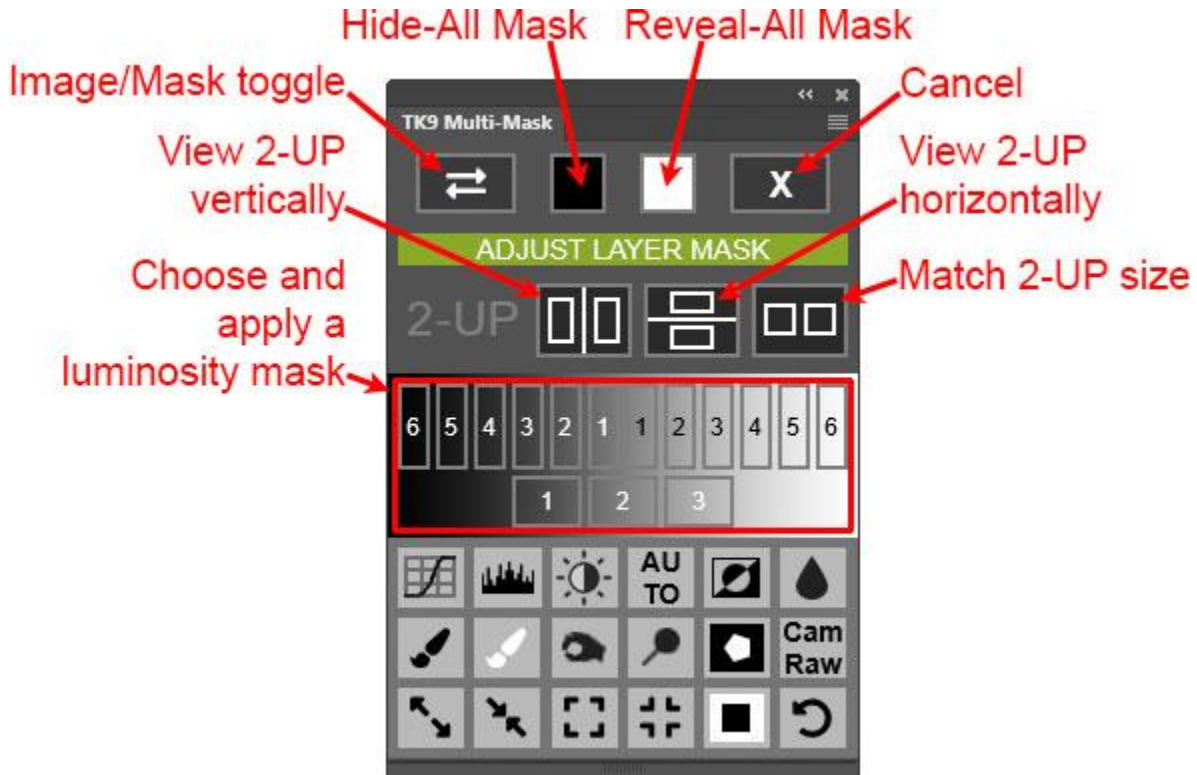 Hide-All Mask
Reveal-All Mask
Image/Mask toggle
Cancel
TK9 Multi-Mask
View 2-UP
vertically
View 2-UP
horizontally
X
ADJUST LAYER MASK
Choose and
apply a
luminosity mask
Match 2-UP size
2-UP
6 5 4 3 2 1 1 2 3 4 5 6
1 2 3
AU
TO
Cam
Raw